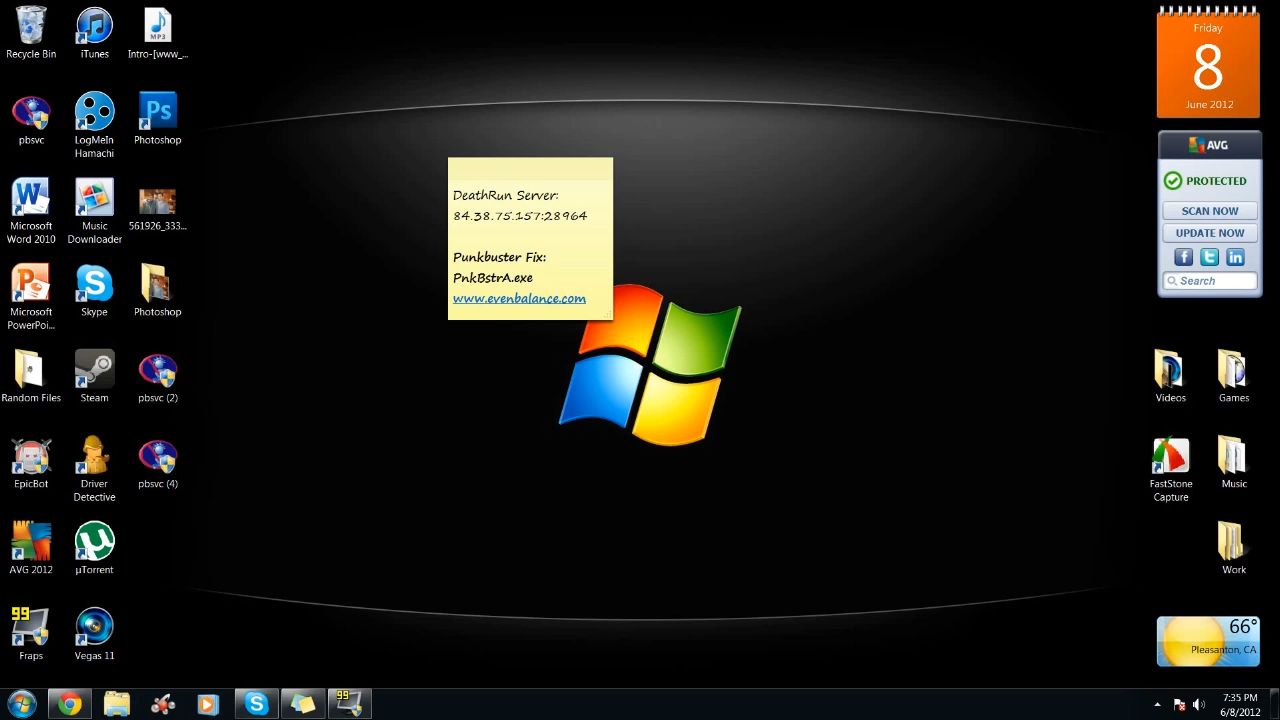 Recycle Bin
iTunes
Intro-[www_...
pbsvc
LogMeIn
Hamachi
Photoshop
Ps
Microsoft
Word 2010
Music
Downloader
561926_333...
Microsoft
PowerPoi...
Skype
Photoshop
Random Files
Steam
pbsvc (2)
EpicBot
Driver
Detective
pbsvc (4)
AVG 2012
µTorrent
99
Fraps
Vegas 11
MP3
DeathRun Server:
84.38.75.157:28964
Punkbuster Fix:
PnkBstrA.exe
www.evenbalance.com
Friday
8
June 2012
AVG
PROTECTED
SCAN NOW
UPDATE NOW
Search
Videos
Games
FastStone
Capture
Music
Work
66°
Pleasanton, CA
99
7:35 PM
6/8/2012